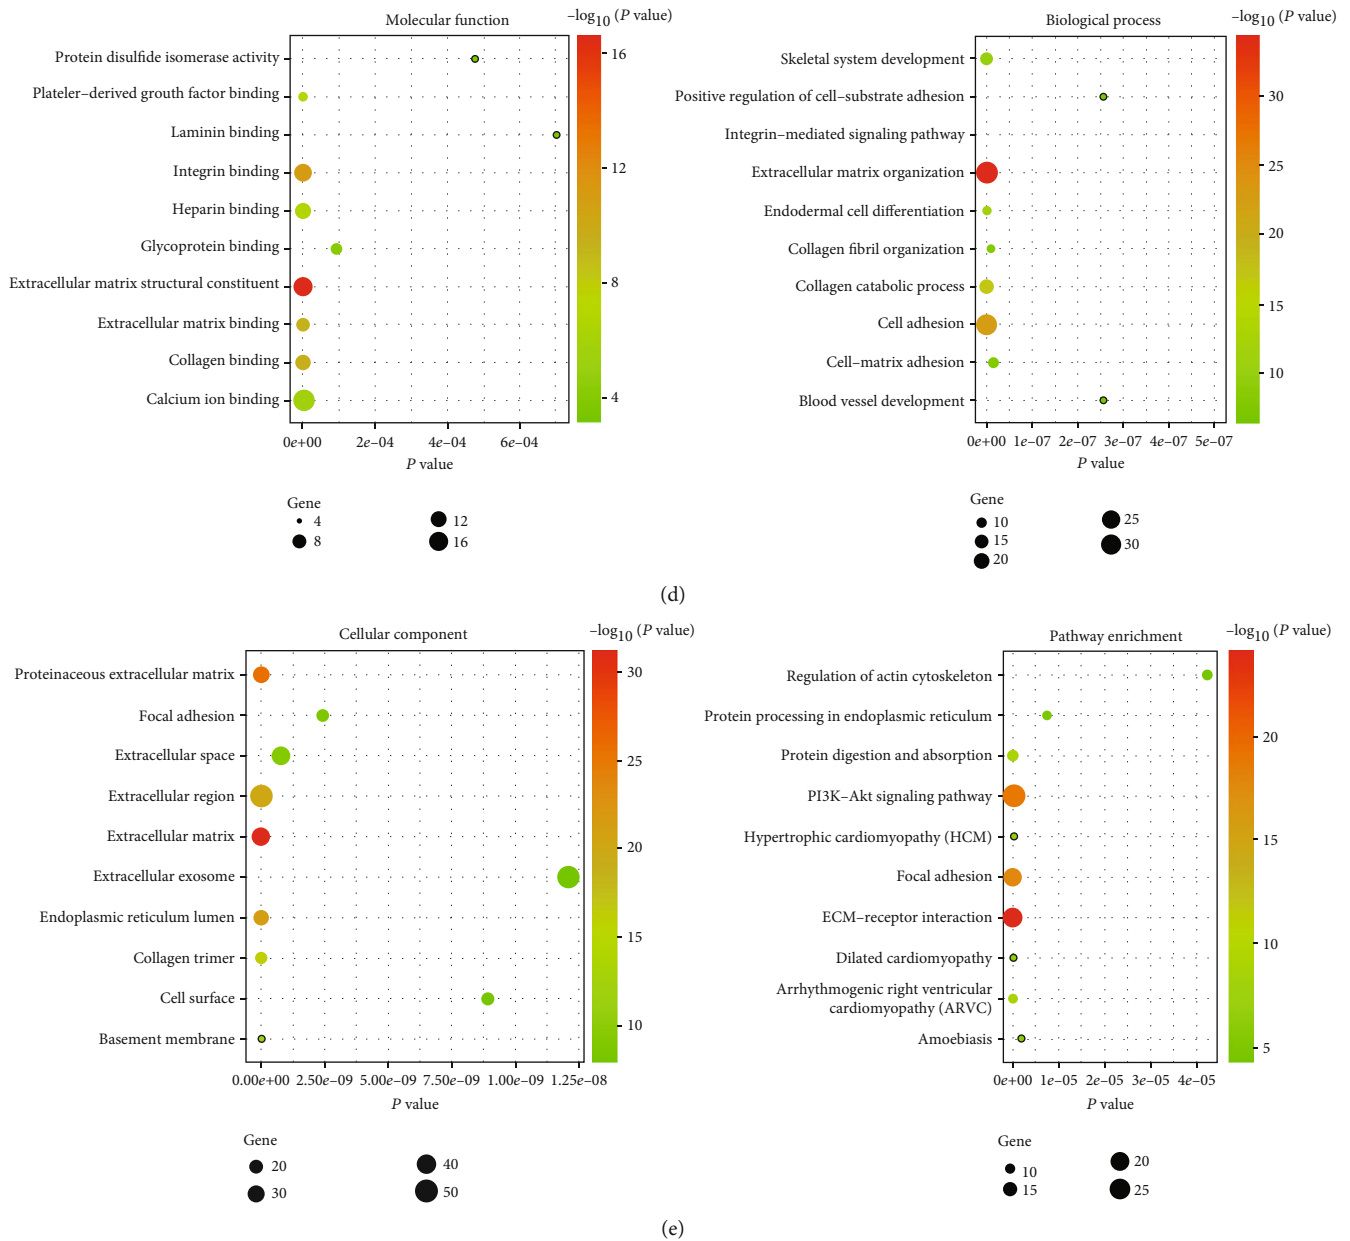 Molecular function
–log10 (P value)
Protein disulfide isomerase activity
Plateler–derived grouth factor binding
Laminin binding
Integrin binding
Heparin binding
Glycoprotein binding
Extracellular matrix structural constituent
Extracellular matrix binding
Collagen binding
Calcium ion binding
16
12
8
4
0e+00 2e–04 4e–04 6e–04
P value
Gene
4 12
8 16
Biological process
–log10 (P value)
Skeletal system development
Positive regulation of cell–substrate adhesion
Integrin–mediated signaling pathway
Extracellular matrix organization
Endodermal cell differentiation
Collagen fibril organization
Collagen catabolic process
Cell adhesion
Cell–matrix adhesion
Blood vessel development
30
25
20
15
10
0e+00 1e–07 2e–07 3e–07 4e–07 5e–07
P value
Gene
10 25
15 30
20
(d)
Cellular component
–log10 (P value)
Proteinaceous extracellular matrix
Focal adhesion
Extracellular space
Extracellular region
Extracellular matrix
Extracellular exosome
Endoplasmic reticulum lumen
Collagen trimer
Cell surface
Basement membrane
30
25
20
15
10
0.00e+00 2.50e–09 5.00e–09 7.50e–09 1.00e–09 1.25e–08
P value
Gene
20 40
30 50
Pathway enrichment
–log10 (P value)
Regulation of actin cytoskeleton
Protein processing in endoplasmic reticulum
Protein digestion and absorption
PI3K–Akt signaling pathway
Hypertrophic cardiomyopathy (HCM)
Focal adhesion
ECM–receptor interaction
Dilated cardiomyopathy
Arrhythmogenic right ventricular
cardiomyopathy (ARVC)
Amoebiasis
20
15
10
5
0e+00 1e–05 2e–05 3e–05 4e–05
P value
Gene
10 20
15 25
(e)